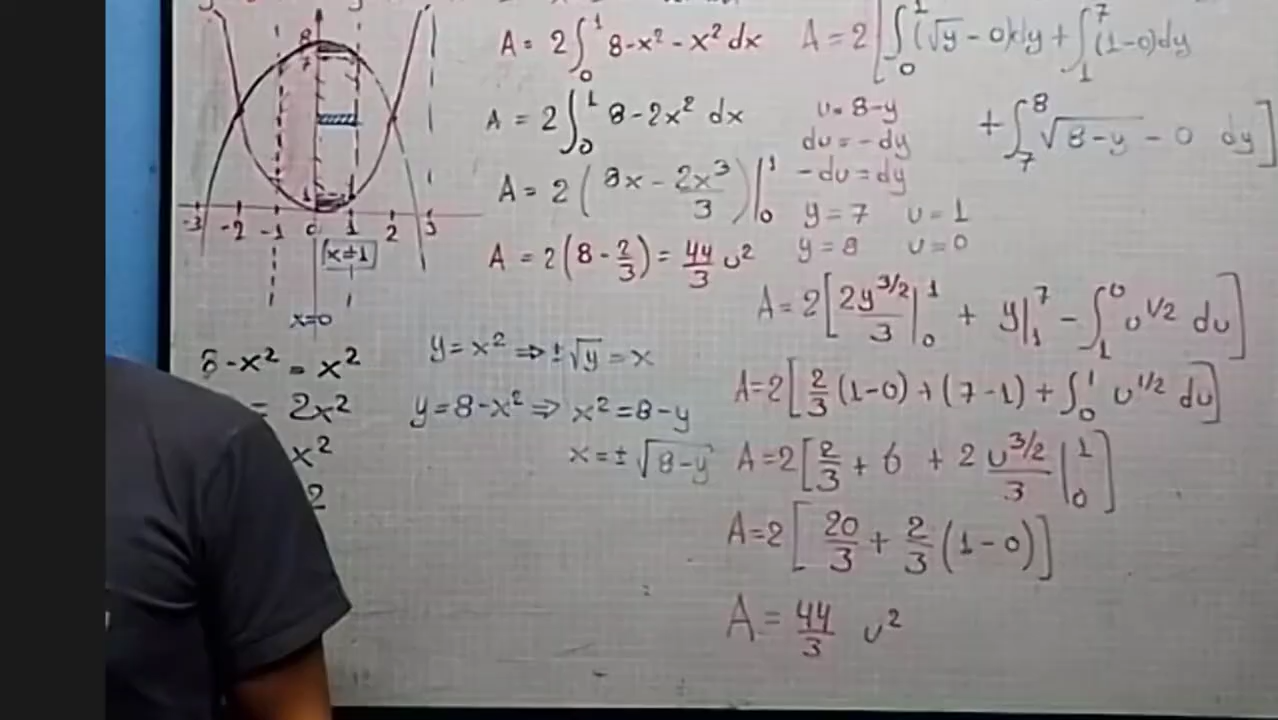 8
7
1
-3 -2 -1 0 1 2 3
x=1
x=0
8-x² = x²
= 2x²
x²
2
A = 2∫₀¹ 8-x² - x² dx
A = 2∫₀¹ 8-2x² dx
A = 2(8x - 2x³/3)|₀¹
A = 2(8 - 2/3) = 44/3 u²
y = x² ⇒ ±√y = x
y = 8-x² ⇒ x² = 8-y
x = ±√(8-y)
A = 2[∫₀¹(√y - 0)dy + ∫₁⁷(1-0)dy
+ ∫₇⁸ √(8-y) - 0 dy]
u = 8-y
du = -dy
-du = dy
y = 7 u = 1
y = 8 u = 0
A = 2[2y^(3/2)/3|₀¹ + y|₁⁷ - ∫₁⁰ u^(1/2) du]
A = 2[2/3 (1-0) + (7-1) + ∫₀¹ u^(1/2) du]
A = 2[2/3 + 6 + 2u^(3/2)/3|₀¹]
A = 2[20/3 + 2/3 (1-0)]
A = 44/3 u²